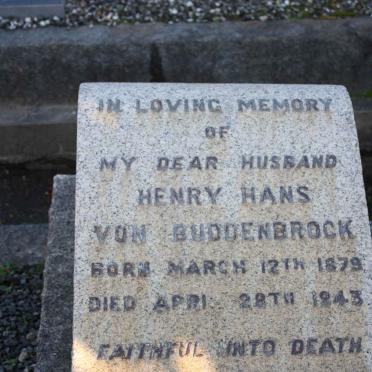 IN LOVING MEMORY
OF
MY DEAR HUSBAND
HENRY HANS
VON BUDDENBROCK
BORN MARCH 12TH 1879
DIED APRI 28TH 1943
FAITHFUL UNTO DEATH